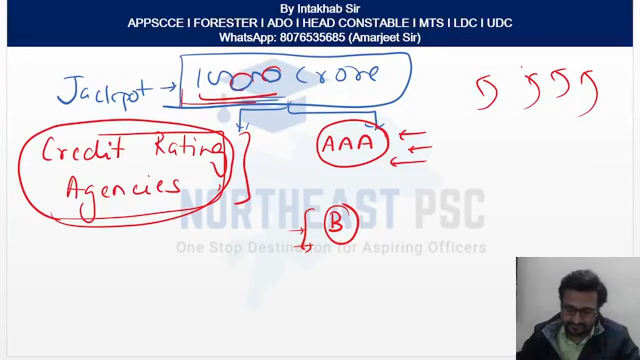 By Intakhab Sir
APPSCCE I FORESTER I ADO I HEAD CONSTABLE I MTS I LDC I UDC
WhatsApp: 8076535685 (Amarjeet Sir)
Jackpot → Crore
Credit Rating
Agencies
AAA
B
NORTHEAST PSC
One Stop Destination for Aspiring Officers